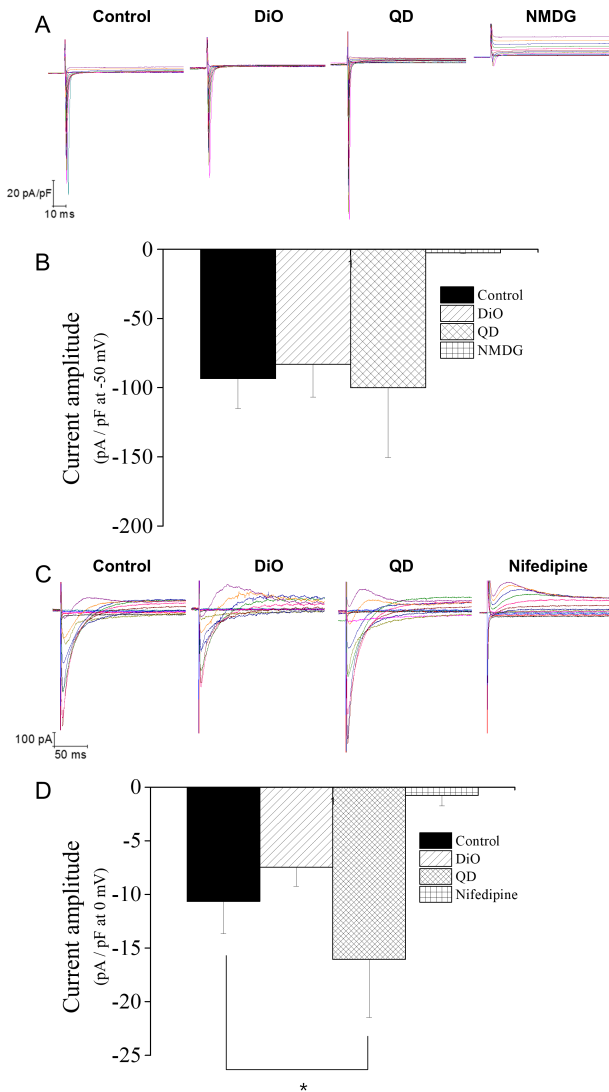 A
Control
DiO
QD
NMDG
20 pA/pF
10 ms
B
0
-50
-100
-150
-200
Current amplitude
(pA / pF at -50 mV)
Control
DiO
QD
NMDG
C
Control
DiO
QD
Nifedipine
100 pA
50 ms
D
0
-5
-10
-15
-20
-25
Current amplitude
(pA / pF at 0 mV)
Control
DiO
QD
Nifedipine
*